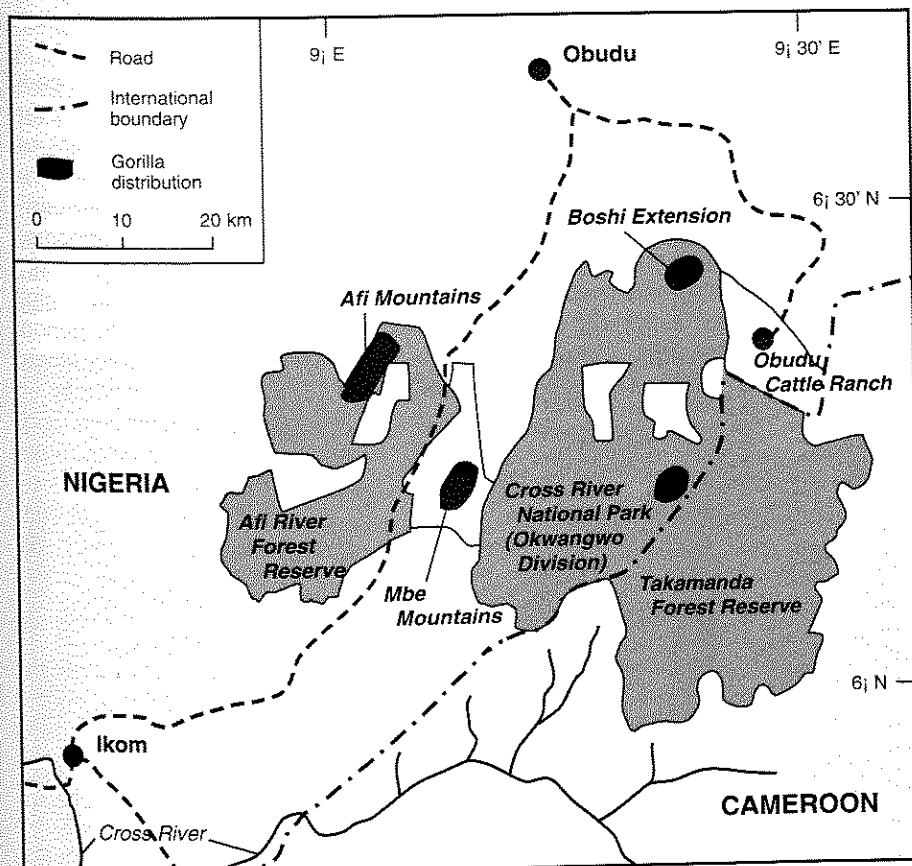 Road
International
boundary
Gorilla
distribution
0 10 20 km
9¡ E
Obudu
9¡ 30' E
6¡ 30' N
Boshi Extension
Afi Mountains
Obudu
Cattle Ranch
NIGERIA
Cross River
National Park
(Okwangwo
Division)
Afi River
Forest
Reserve
Mbe
Mountains
Takamanda
Forest Reserve
6¡ N
Ikom
CAMEROON
Cross River